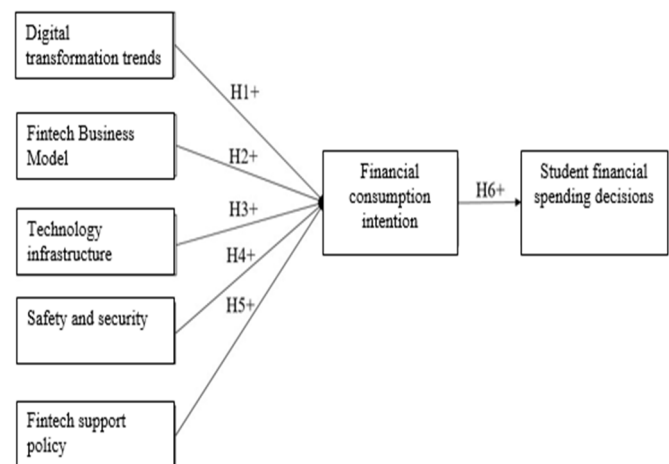 Digital
transformation trends
H1+
Fintech Business
Model
H2+
Technology
infrastructure
H3+
Safety and security
H4+
Fintech support
policy
H5+
Financial
consumption
intention
H6+
Student financial
spending decisions